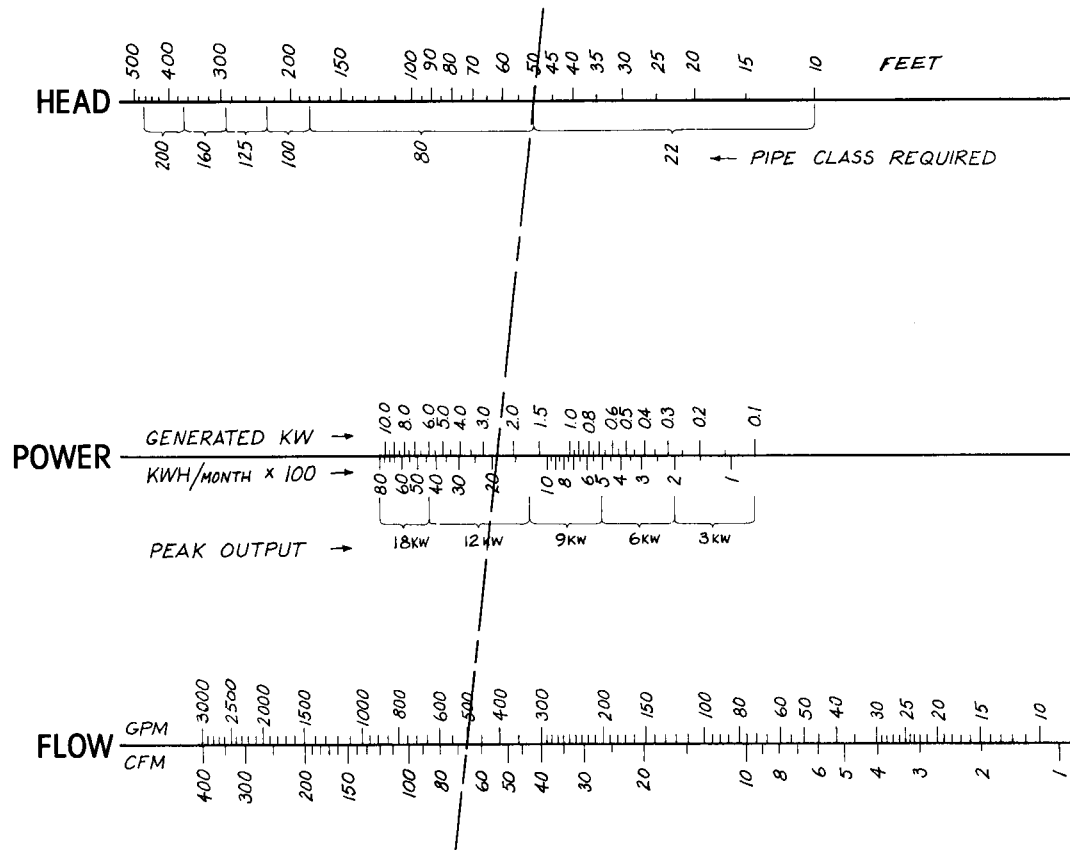 500 400 300 200 150 100 90 80 70 60 50 45 40 35 30 25 20 15 10 FEET
HEAD
200 160 125 100 80 22 ← PIPE CLASS REQUIRED
GENERATED KW → 10.0 8.0 6.0 5.0 4.0 3.0 2.0 1.5 1.0 0.8 0.6 0.5 0.4 0.3 0.2 0.1
POWER
KWH/MONTH × 100 → 80 60 50 40 30 20 10 8 6 5 4 3 2 1
PEAK OUTPUT → 18KW 12KW 9KW 6KW 3KW
GPM 3000 2500 2000 1500 1000 800 600 500 400 300 200 150 100 80 60 50 40 30 25 20 15 10
FLOW
CFM 400 300 200 150 100 80 60 50 40 30 20 10 8 6 5 4 3 2 1